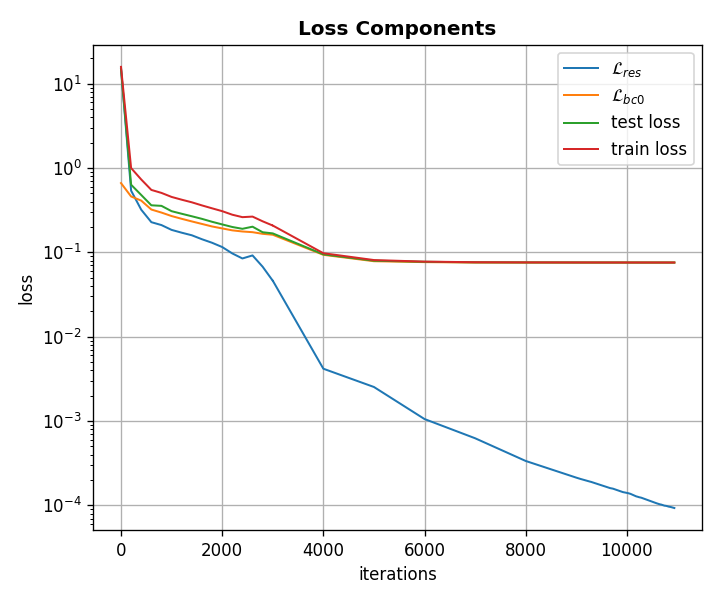 Loss Components
ℒ_res
ℒ_bc0
test loss
train loss
loss
10^1
10^0
10^−1
10^−2
10^−3
10^−4
0 2000 4000 6000 8000 10000
iterations